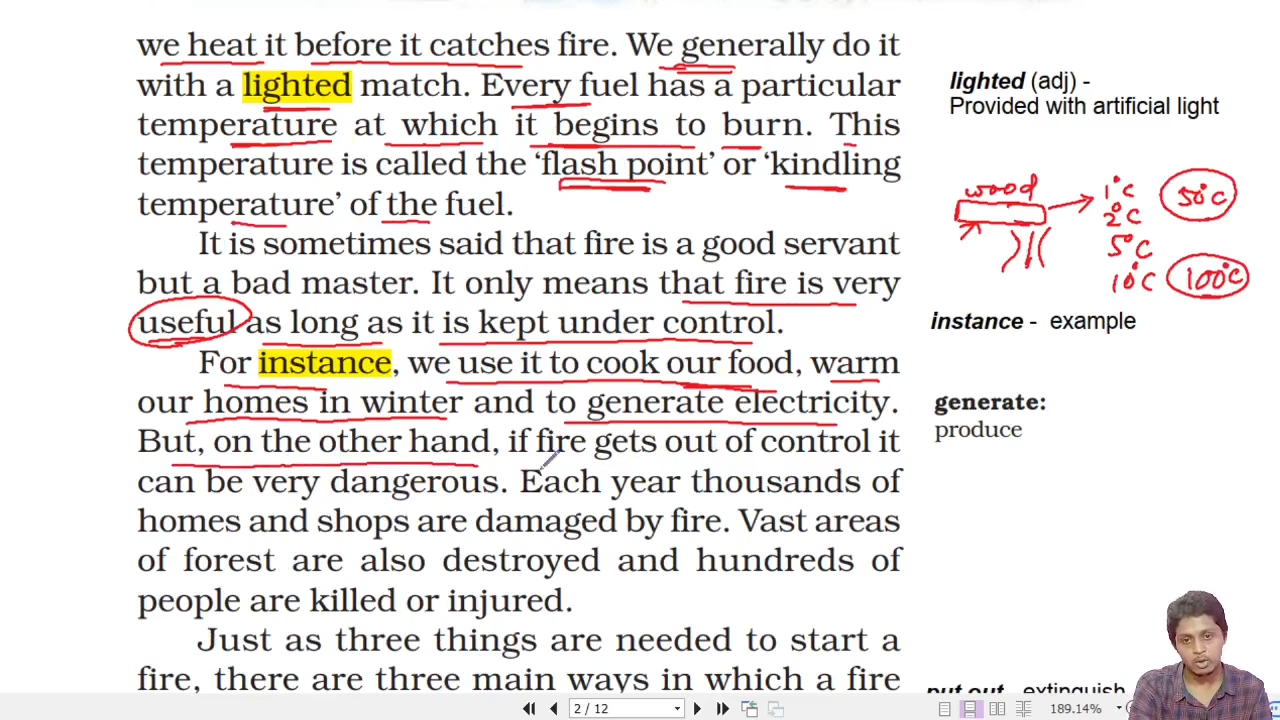 we heat it before it catches fire. We generally do it
with a lighted match. Every fuel has a particular
temperature at which it begins to burn. This
temperature is called the ‘flash point’ or ‘kindling
temperature’ of the fuel.
It is sometimes said that fire is a good servant
but a bad master. It only means that fire is very
useful as long as it is kept under control.
For instance, we use it to cook our food, warm
our homes in winter and to generate electricity.
But, on the other hand, if fire gets out of control it
can be very dangerous. Each year thousands of
homes and shops are damaged by fire. Vast areas
of forest are also destroyed and hundreds of
people are killed or injured.
Just as three things are needed to start a
fire, there are three main ways in which a fire
lighted (adj) -
Provided with artificial light
wood
1°C
2°C
5°C
10°C
50°C
100°C
instance - example
generate:
produce
put out - extinguish
2 / 12
189.14%